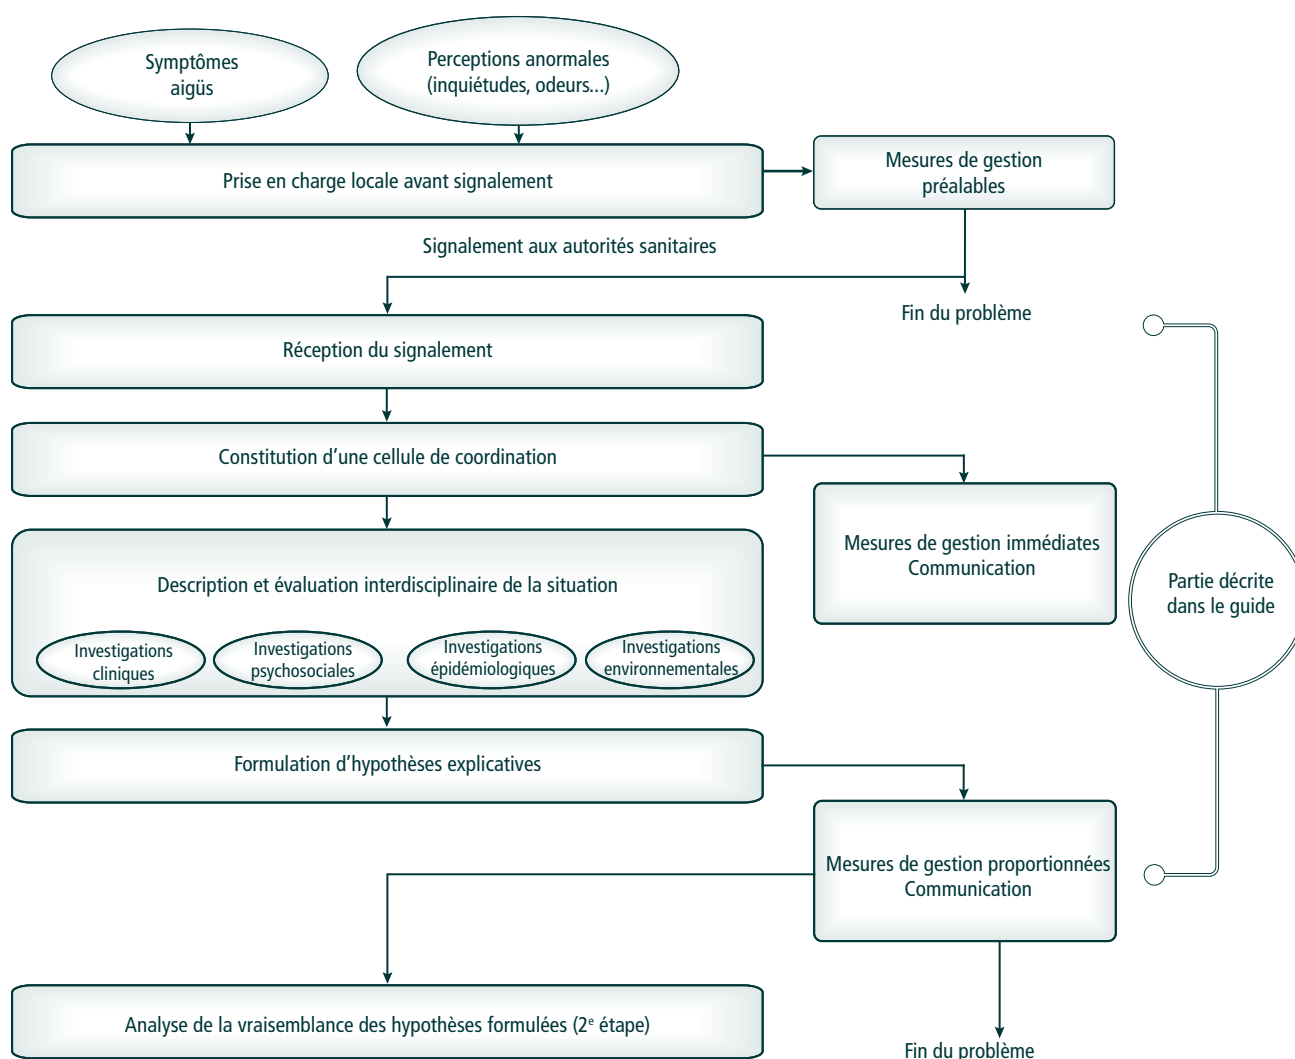 Symptômes
aigüs
Perceptions anormales
(inquiétudes, odeurs...)
Prise en charge locale avant signalement
Mesures de gestion
préalables
Signalement aux autorités sanitaires
Fin du problème
Réception du signalement
Constitution d'une cellule de coordination
Mesures de gestion immédiates
Communication
Description et évaluation interdisciplinaire de la situation
Investigations
cliniques
Investigations
psychosociales
Investigations
épidémiologiques
Investigations
environnementales
Partie décrite
dans le guide
Formulation d'hypothèses explicatives
Mesures de gestion proportionnées
Communication
Analyse de la vraisemblance des hypothèses formulées (2e étape)
Fin du problème